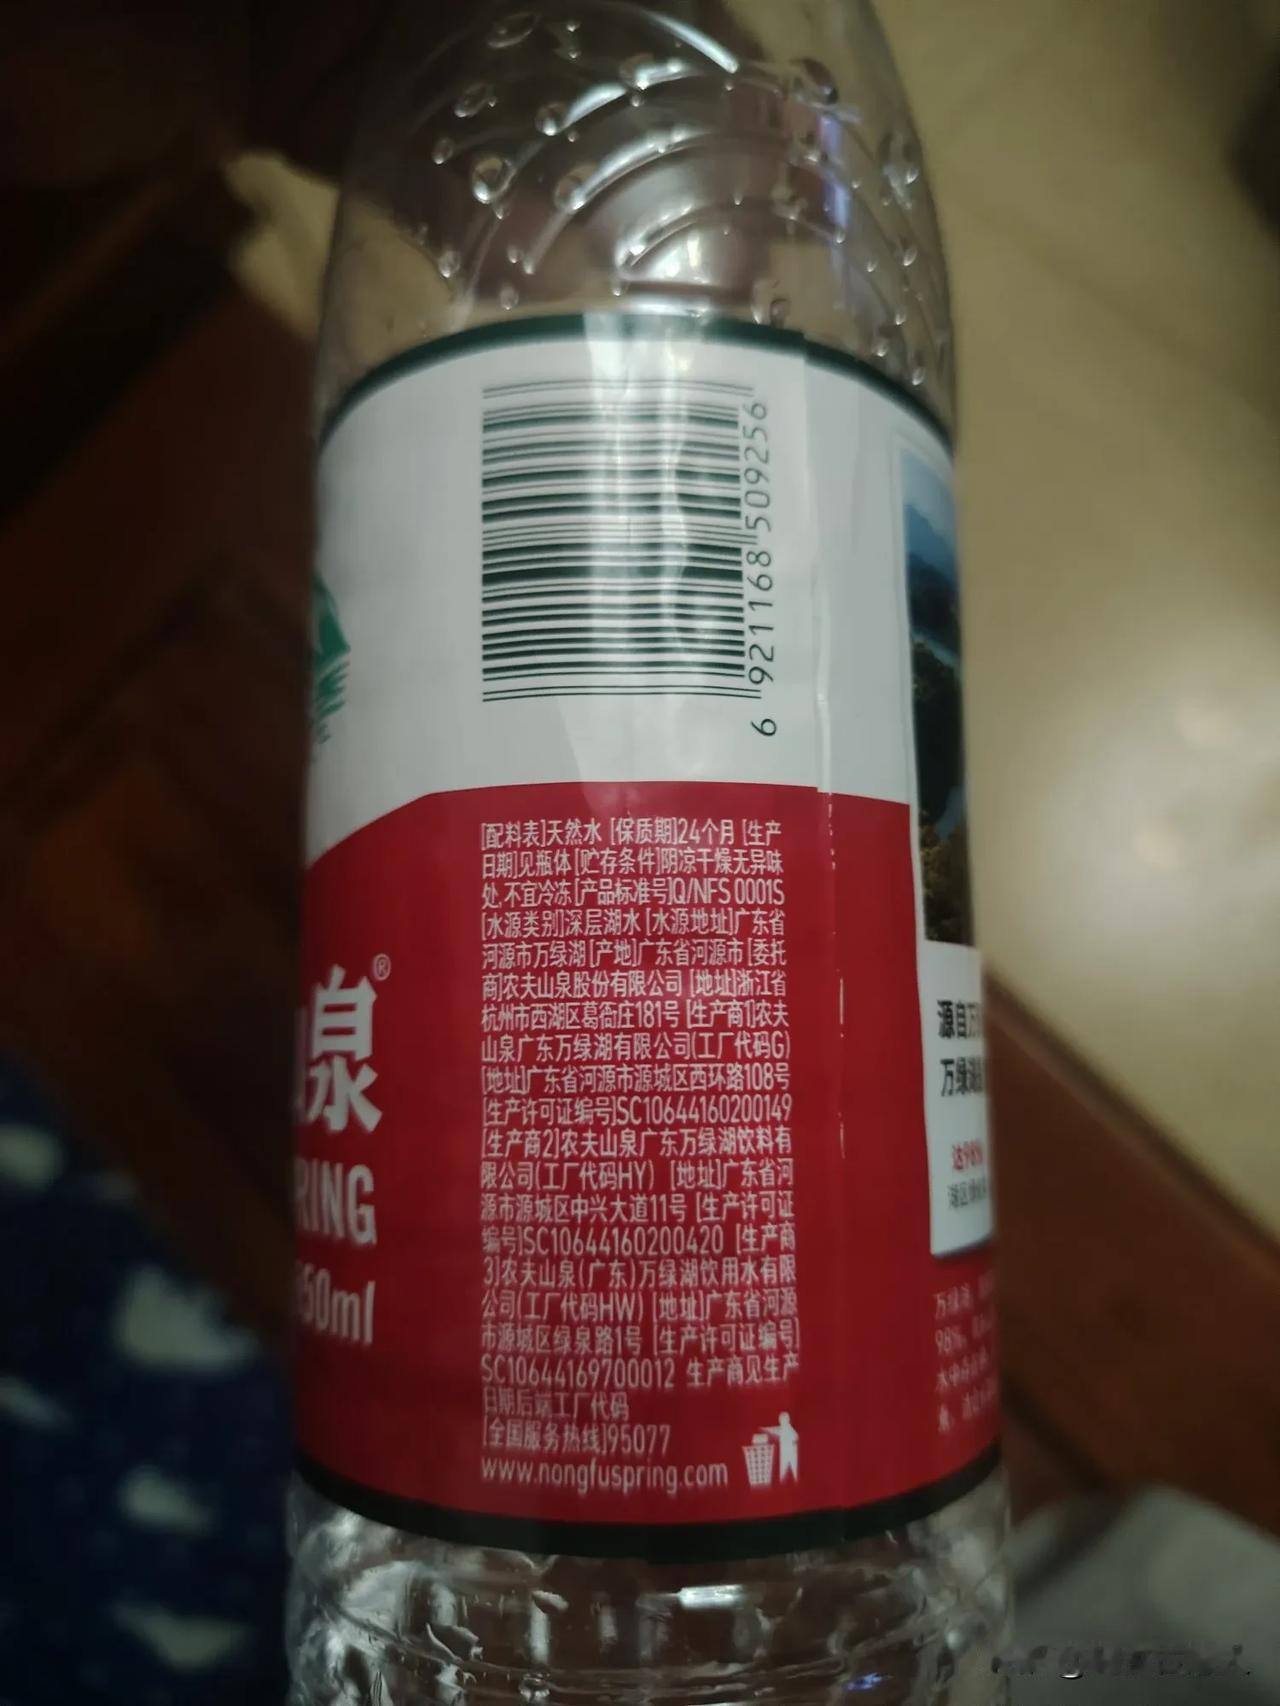 6 921168 509256
[配料表]天然水 [保质期]24个月 [生产
日期]见瓶体 [贮存条件]阴凉干燥无异味
处,不宜冷冻 [产品标准号]Q/NFS 0001S
[水源类别]深层湖水 [水源地址]广东省
河源市万绿湖 [产地]广东省河源市 [委托
商]农夫山泉股份有限公司 [地址]浙江省
杭州市西湖区葛衙庄181号 [生产商1]农夫
山泉广东万绿湖有限公司(工厂代码G)
[地址]广东省河源市源城区西环路108号
[生产许可证编号]SC10644160200149
[生产商2]农夫山泉广东万绿湖饮料有
限公司(工厂代码HY) [地址]广东省河
源市源城区中兴大道11号 [生产许可证
编号]SC10644160200420 [生产商
3]农夫山泉(广东)万绿湖饮用水有限
公司(工厂代码HW) [地址]广东省河源
市源城区绿泉路1号 [生产许可证编号]
SC10644169700012 生产商见生产
日期后端工厂代码
[全国服务热线]95077
www.nongfuspring.com
泉®
RING
50ml
源自万
万绿湖
达98%
湖区
万绿湖
98%